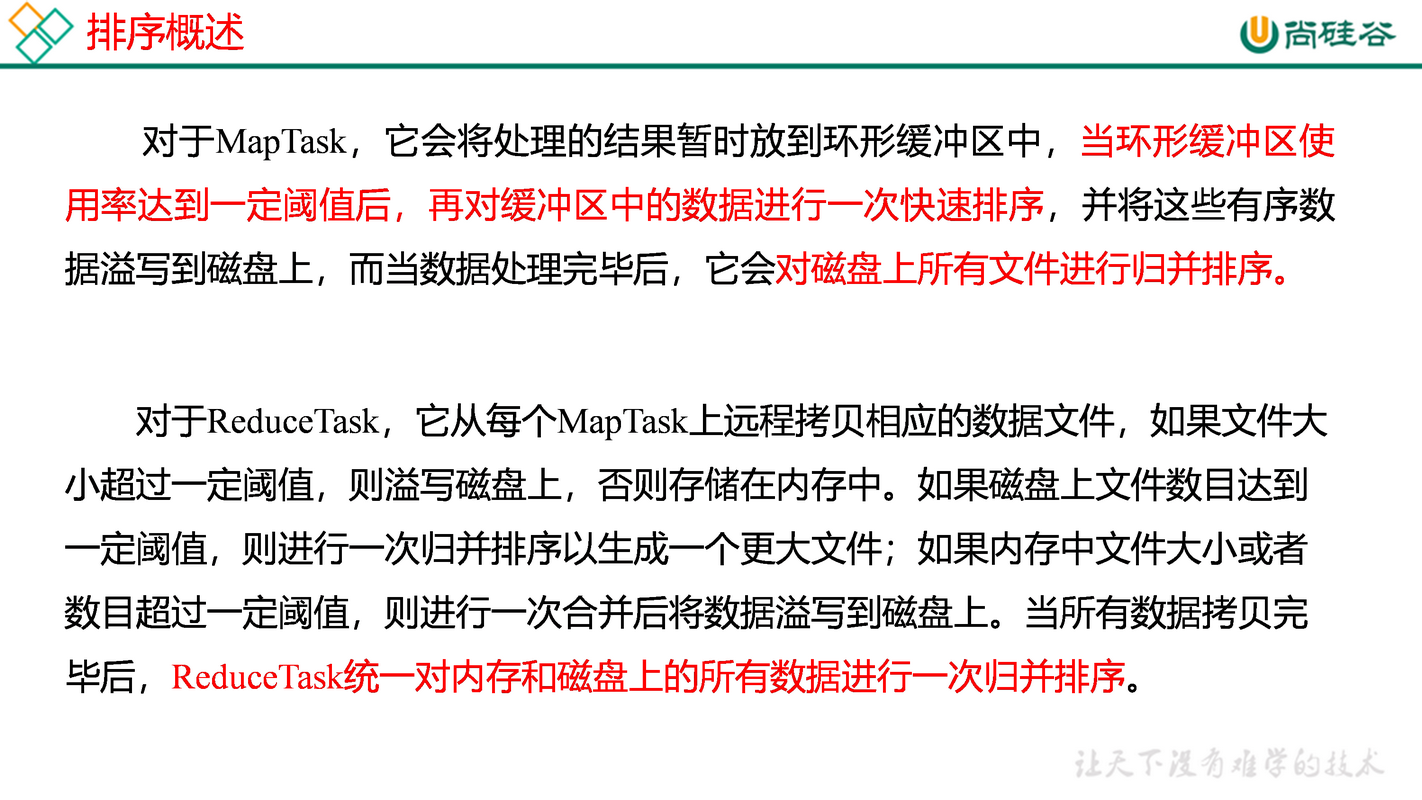 排序概述
尚硅谷
对于MapTask，它会将处理的结果暂时放到环形缓冲区中，当环形缓冲区使
用率达到一定阈值后，再对缓冲区中的数据进行一次快速排序，并将这些有序数
据溢写到磁盘上，而当数据处理完毕后，它会对磁盘上所有文件进行归并排序。
对于ReduceTask，它从每个MapTask上远程拷贝相应的数据文件，如果文件大
小超过一定阈值，则溢写磁盘上，否则存储在内存中。如果磁盘上文件数目达到
一定阈值，则进行一次归并排序以生成一个更大文件；如果内存中文件大小或者
数目超过一定阈值，则进行一次合并后将数据溢写到磁盘上。当所有数据拷贝完
毕后，ReduceTask统一对内存和磁盘上的所有数据进行一次归并排序。
让天下没有难学的技术